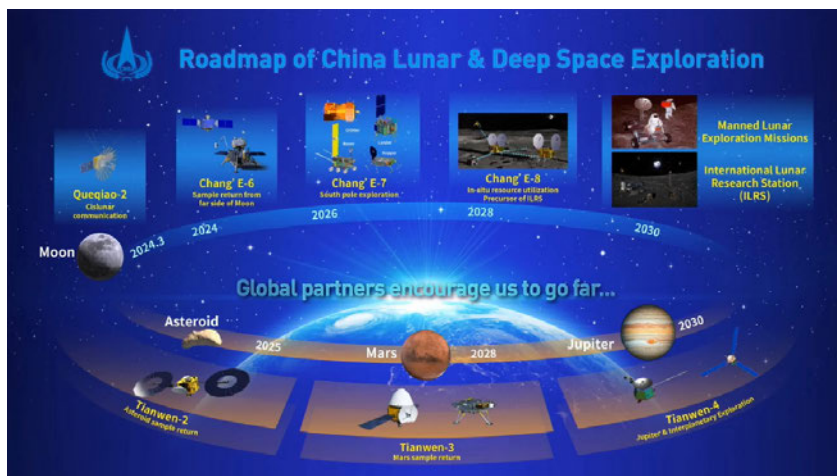 Roadmap of China Lunar & Deep Space Exploration
Queqiao-2
Cislunar
communication
Chang'E-6
Sample return from
far side of Moon
Chang'E-7
South pole exploration
Chang'E-8
In-situ resource utilization
Precursor of ILRS
Manned Lunar
Exploration Missions
International Lunar
Research Station
(ILRS)
Moon
2024.3
2024
2026
2028
2030
Global partners encourage us to go far...
Asteroid
2025
Mars
2028
Jupiter
2030
Tianwen-2
Asteroid sample return
Tianwen-3
Mars sample return
Tianwen-4
Jupiter & Interplanetary Exploration